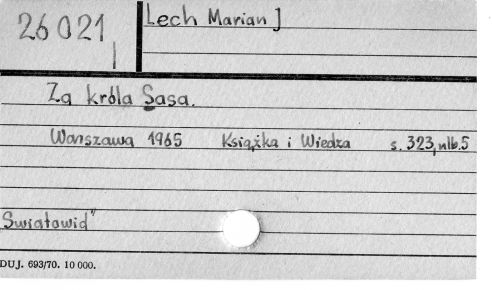 26021
I
Lech Marian]
Za króla Sasa.
Warszawa 1965 Książka i Wiedza s. 323, nlb. 5
Światowid"
DUJ. 693/70. 10 000.